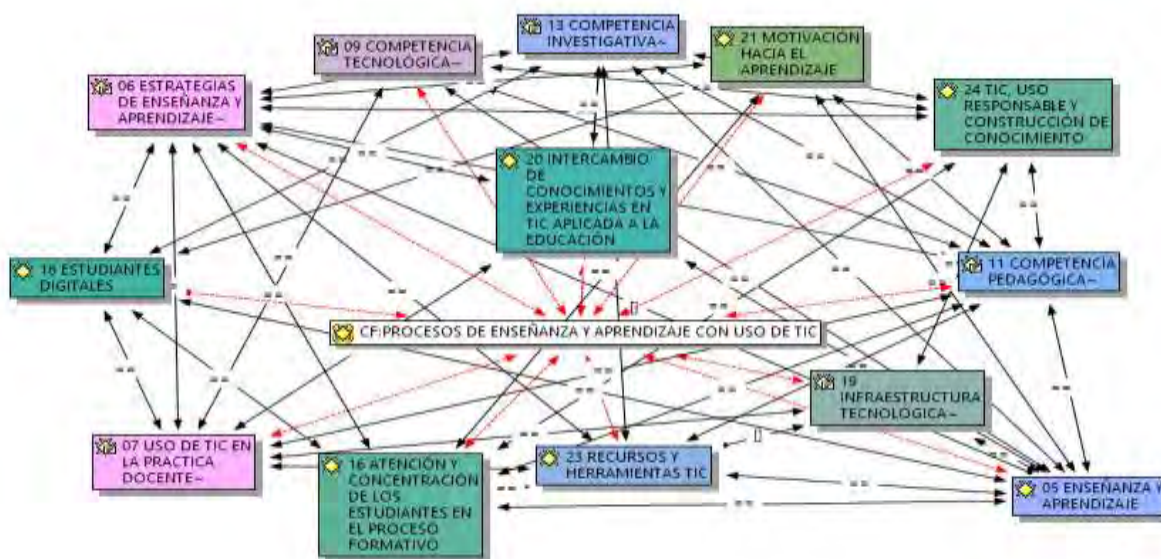 13 COMPETENCIA
INVESTIGATIVA~
09 COMPETENCIA
TECNOLÓGICA~
21 MOTIVACIÓN
HACIA EL
APRENDIZAJE
06 ESTRATEGIAS
DE ENSEÑANZA Y
APRENDIZAJE~
24 TIC, USO
RESPONSABLE Y
CONSTRUCCIÓN DE
CONOCIMIENTO
20 INTERCAMBIO
DE
CONOCIMIENTOS Y
EXPERIENCIAS EN
TIC APLICADA A LA
EDUCACIÓN
18 ESTUDIANTES
DIGITALES
11 COMPETENCIA
PEDAGÓGICA~
CF:PROCESOS DE ENSEÑANZA Y APRENDIZAJE CON USO DE TIC
19
INFRAESTRUCTURA
TECNOLÓGICA~
07 USO DE TIC EN
LA PRACTICA
DOCENTE~
16 ATENCIÓN Y
CONCENTRACIÓN
DE LOS
ESTUDIANTES EN
EL PROCESO
FORMATIVO
23 RECURSOS Y
HERRAMIENTAS TIC
05 ENSEÑANZA Y
APRENDIZAJE